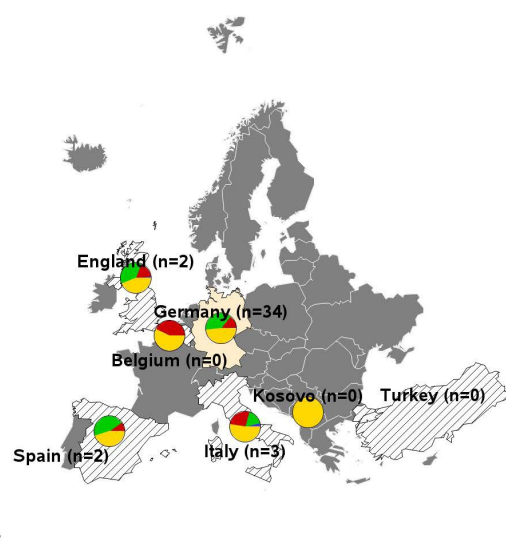 England (n=2)
Germany (n=34)
Belgium (n=0)
Kosovo (n=0)
Turkey (n=0)
Spain (n=2)
Italy (n=3)